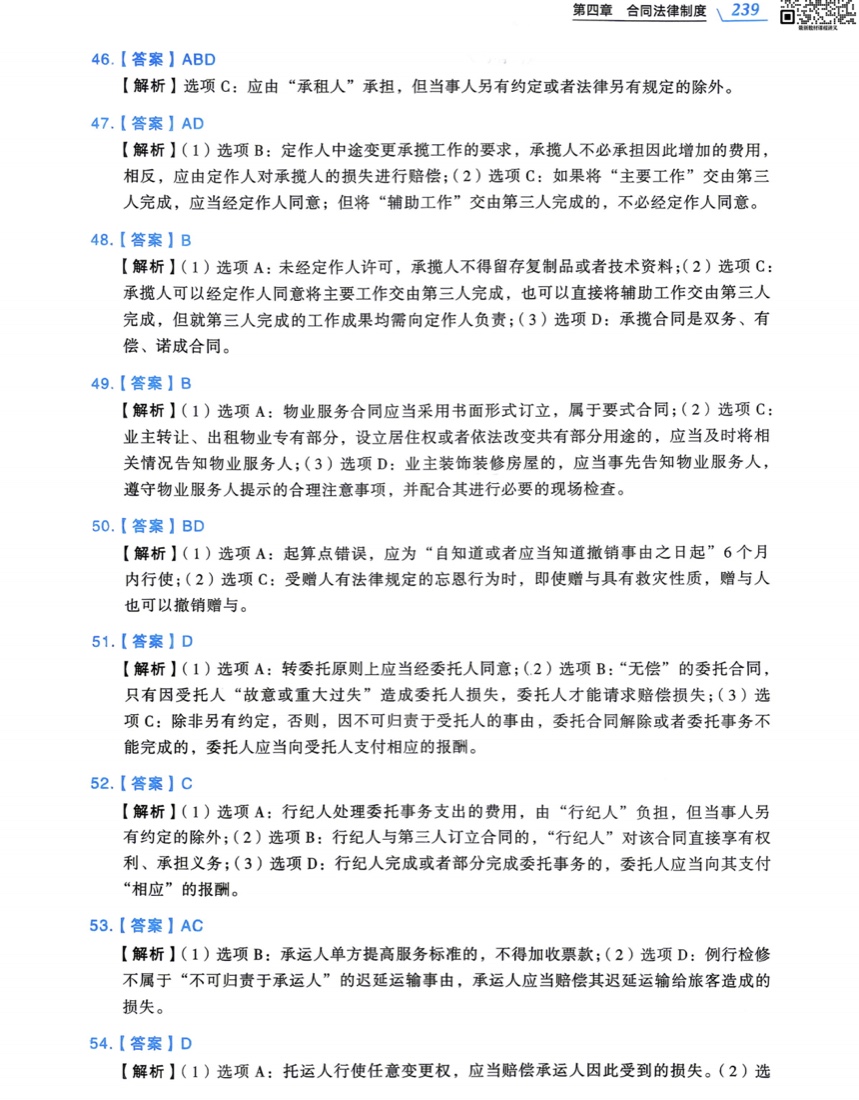 第四章 合同法律制度 239
46.【答案】ABD
【解析】选项 C：应由“承租人”承担，但当事人另有约定或者法律另有规定的除外。
47.【答案】AD
【解析】（1）选项 B：定作人中途变更承揽工作的要求，承揽人不必承担因此增加的费用，
相反，应由定作人对承揽人的损失进行赔偿；（2）选项 C：如果将“主要工作”交由第三
人完成，应当经定作人同意；但将“辅助工作”交由第三人完成的，不必经定作人同意。
48.【答案】B
【解析】（1）选项 A：未经定作人许可，承揽人不得留存复制品或者技术资料；（2）选项 C：
承揽人可以经定作人同意将主要工作交由第三人完成，也可以直接将辅助工作交由第三人
完成，但就第三人完成的工作成果均需向定作人负责；（3）选项 D：承揽合同是双务、有
偿、诺成合同。
49.【答案】B
【解析】（1）选项 A：物业服务合同应当采用书面形式订立，属于要式合同；（2）选项 C：
业主转让、出租物业专有部分，设立居住权或者依法改变共有部分用途的，应当及时将相
关情况告知物业服务人；（3）选项 D：业主装饰装修房屋的，应当事先告知物业服务人，
遵守物业服务人提示的合理注意事项，并配合其进行必要的现场检查。
50.【答案】BD
【解析】（1）选项 A：起算点错误，应为“自知道或者应当知道撤销事由之日起”6 个月
内行使；（2）选项 C：受赠人有法律规定的忘恩行为时，即使赠与具有救灾性质，赠与人
也可以撤销赠与。
51.【答案】D
【解析】（1）选项 A：转委托原则上应当经委托人同意；（2）选项 B：“无偿”的委托合同，
只有因受托人“故意或重大过失”造成委托人损失，委托人才能请求赔偿损失；（3）选
项 C：除非另有约定，否则，因不可归责于受托人的事由，委托合同解除或者委托事务不
能完成的，委托人应当向受托人支付相应的报酬。
52.【答案】C
【解析】（1）选项 A：行纪人处理委托事务支出的费用，由“行纪人”负担，但当事人另
有约定的除外；（2）选项 B：行纪人与第三人订立合同的，“行纪人”对该合同直接享有权
利、承担义务；（3）选项 D：行纪人完成或者部分完成委托事务的，委托人应当向其支付
“相应”的报酬。
53.【答案】AC
【解析】（1）选项 B：承运人单方提高服务标准的，不得加收票款；（2）选项 D：例行检修
不属于“不可归责于承运人”的迟延运输事由，承运人应当赔偿其迟延运输给旅客造成的
损失。
54.【答案】D
【解析】（1）选项 A：托运人行使任意变更权，应当赔偿承运人因此受到的损失。（2）选